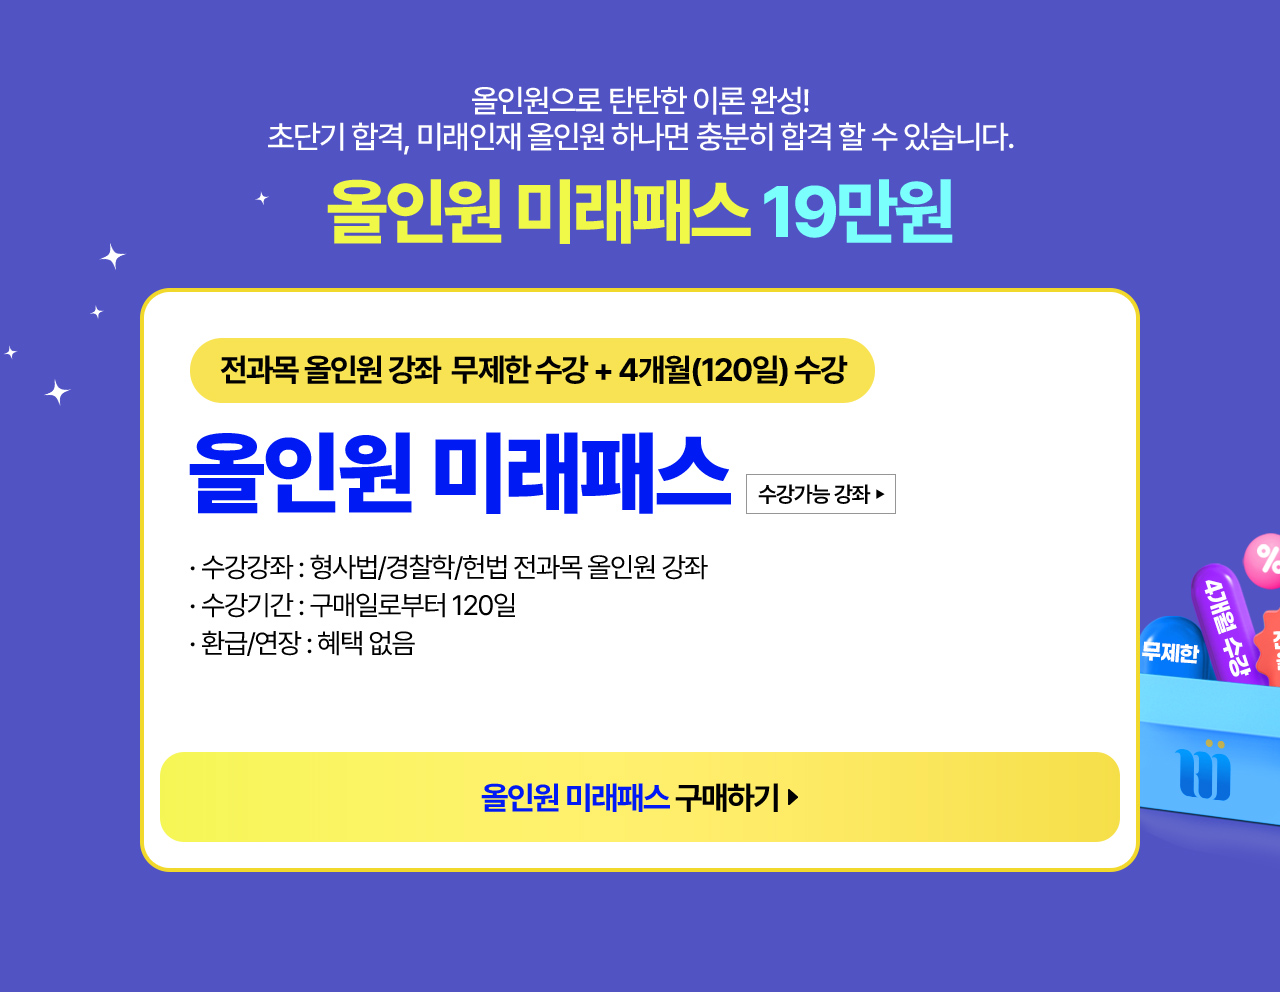 올인원으로 탄탄한 이론 완성!
초단기 합격, 미래인재 올인원 하나면 충분히 합격 할 수 있습니다.
올인원 미래패스 19만원
전과목 올인원 강좌 무제한 수강 + 4개월(120일) 수강
올인원 미래패스
수강가능 강좌 ▶
· 수강강좌 : 형사법/경찰학/헌법 전과목 올인원 강좌
· 수강기간 : 구매일로부터 120일
· 환급/연장 : 혜택 없음
%
4개월 수강
무제한
올인원 미래패스 구매하기 ▶